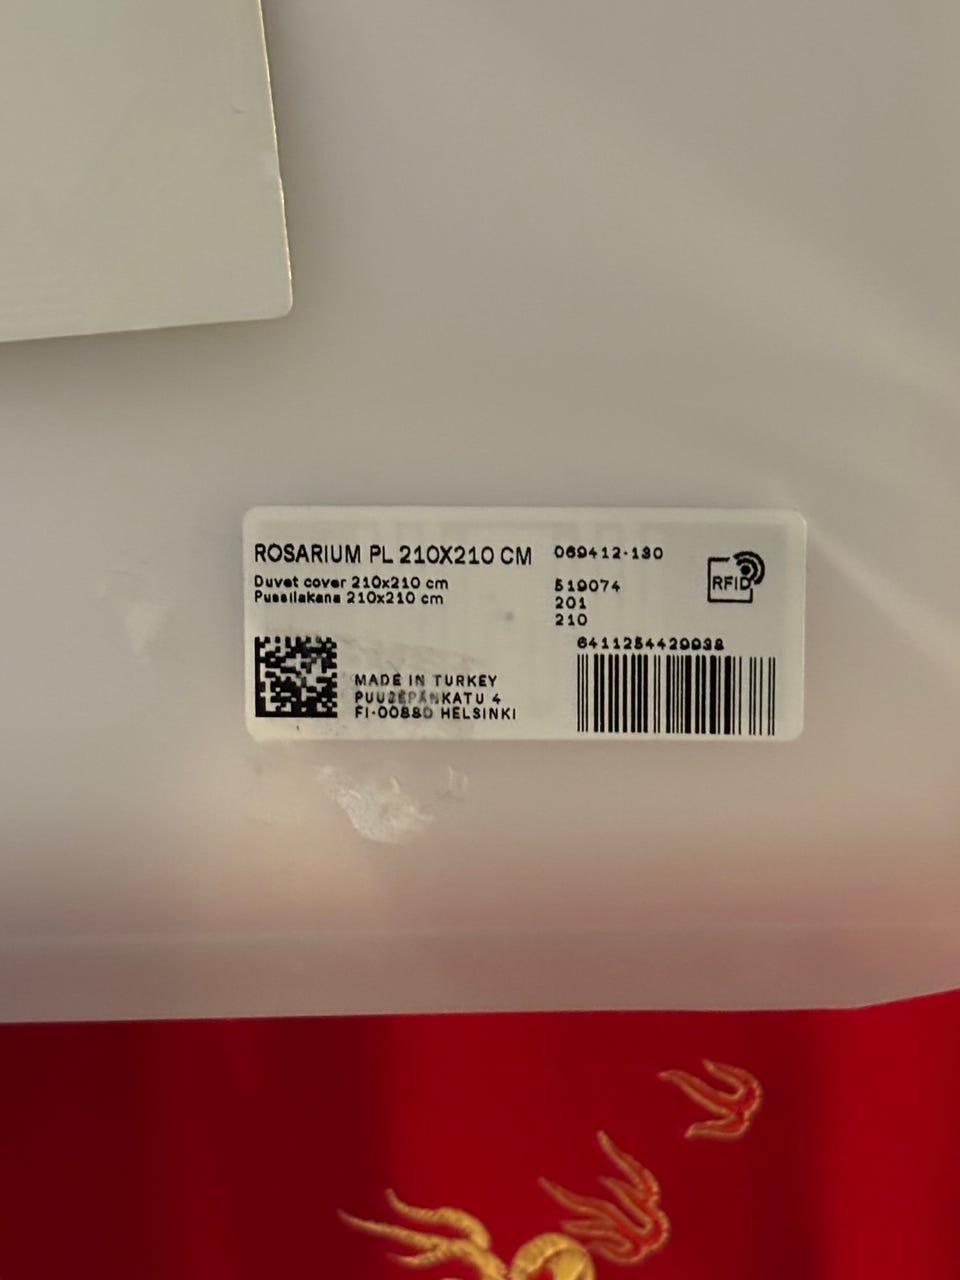 ROSARIUM PL 210X210 CM
Duvet cover 210x210 cm
Pussilakana 210x210 cm
069412-130
519074
201
210
RFID
6411254429938
MADE IN TURKEY
PUUSEPÄNKATU 4
FI-00880 HELSINKI